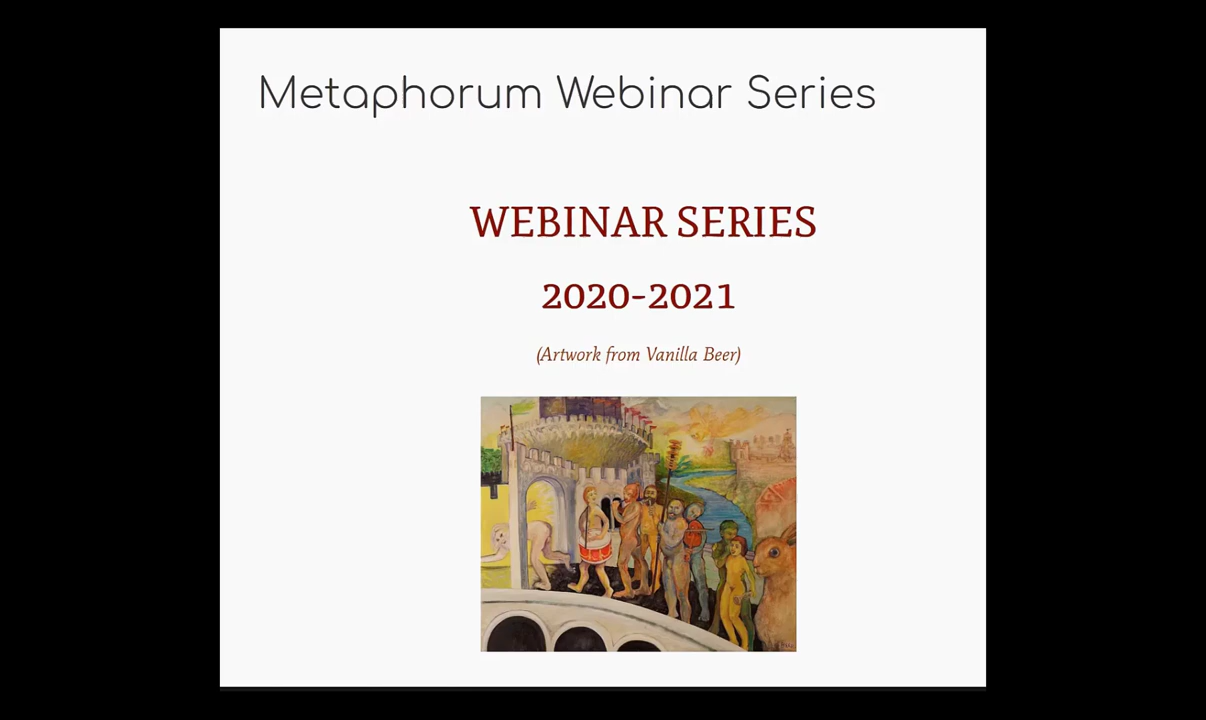 Metaphorum Webinar Series
WEBINAR SERIES
2020-2021
(Artwork from Vanilla Beer)